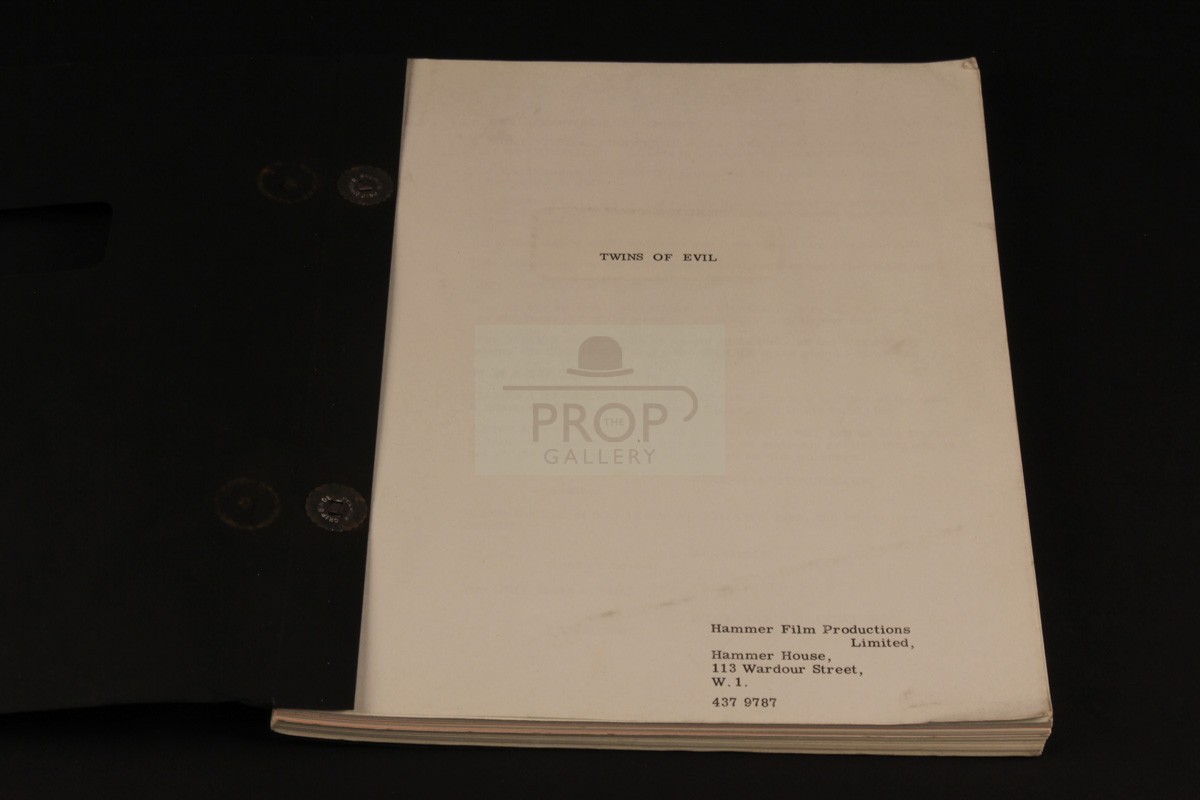 TWINS OF EVIL
THE
PROP
GALLERY
Hammer Film Productions
Limited,
Hammer House,
113 Wardour Street,
W.1.
437 9787